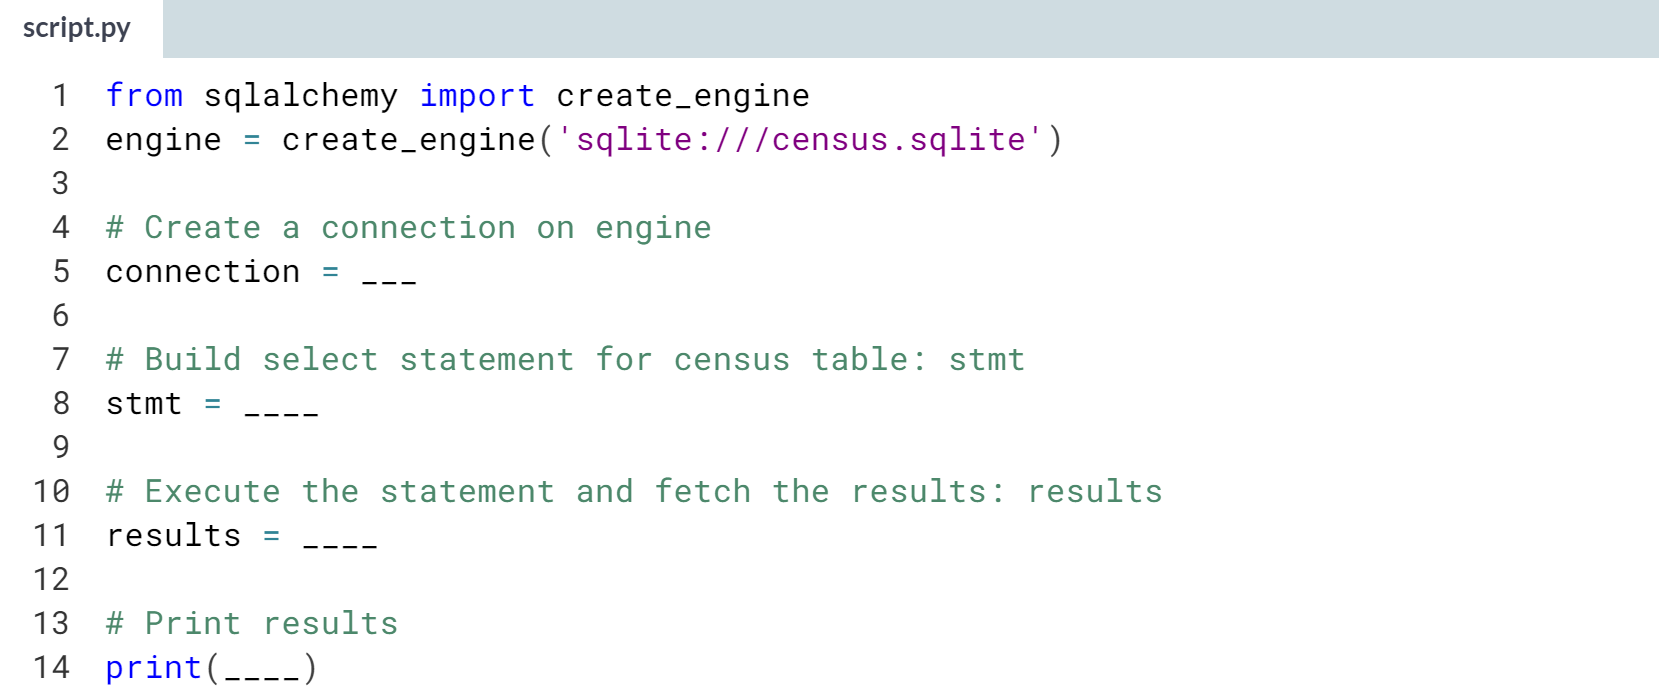 script.py
1 from sqlalchemy import create_engine
2 engine = create_engine('sqlite:///census.sqlite')
3
4 # Create a connection on engine
5 connection = ___
6
7 # Build select statement for census table: stmt
8 stmt = ____
9
10 # Execute the statement and fetch the results: results
11 results = ____
12
13 # Print results
14 print(____)